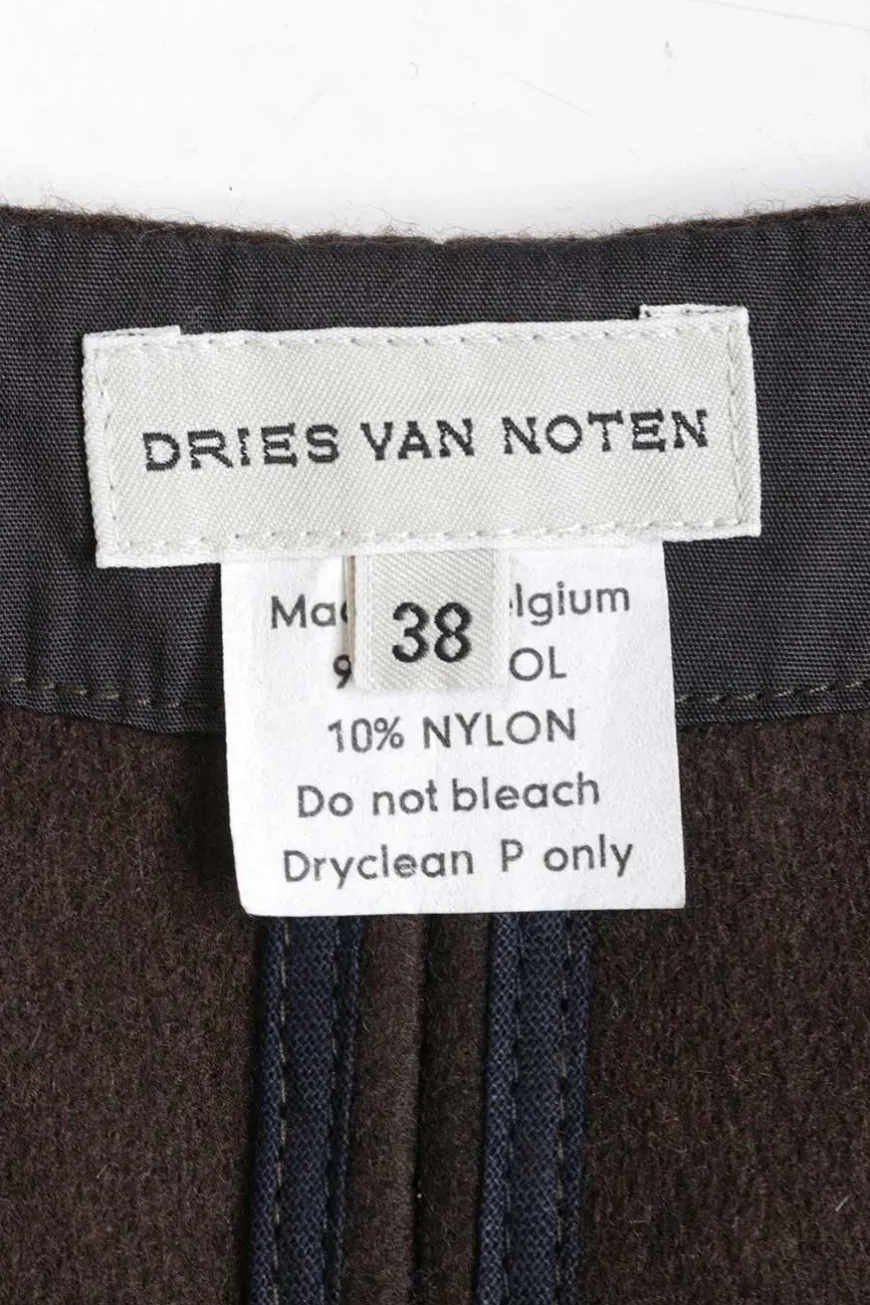 DRIES VAN NOTEN
38
10% NYLON
Do not bleach
Dryclean P only